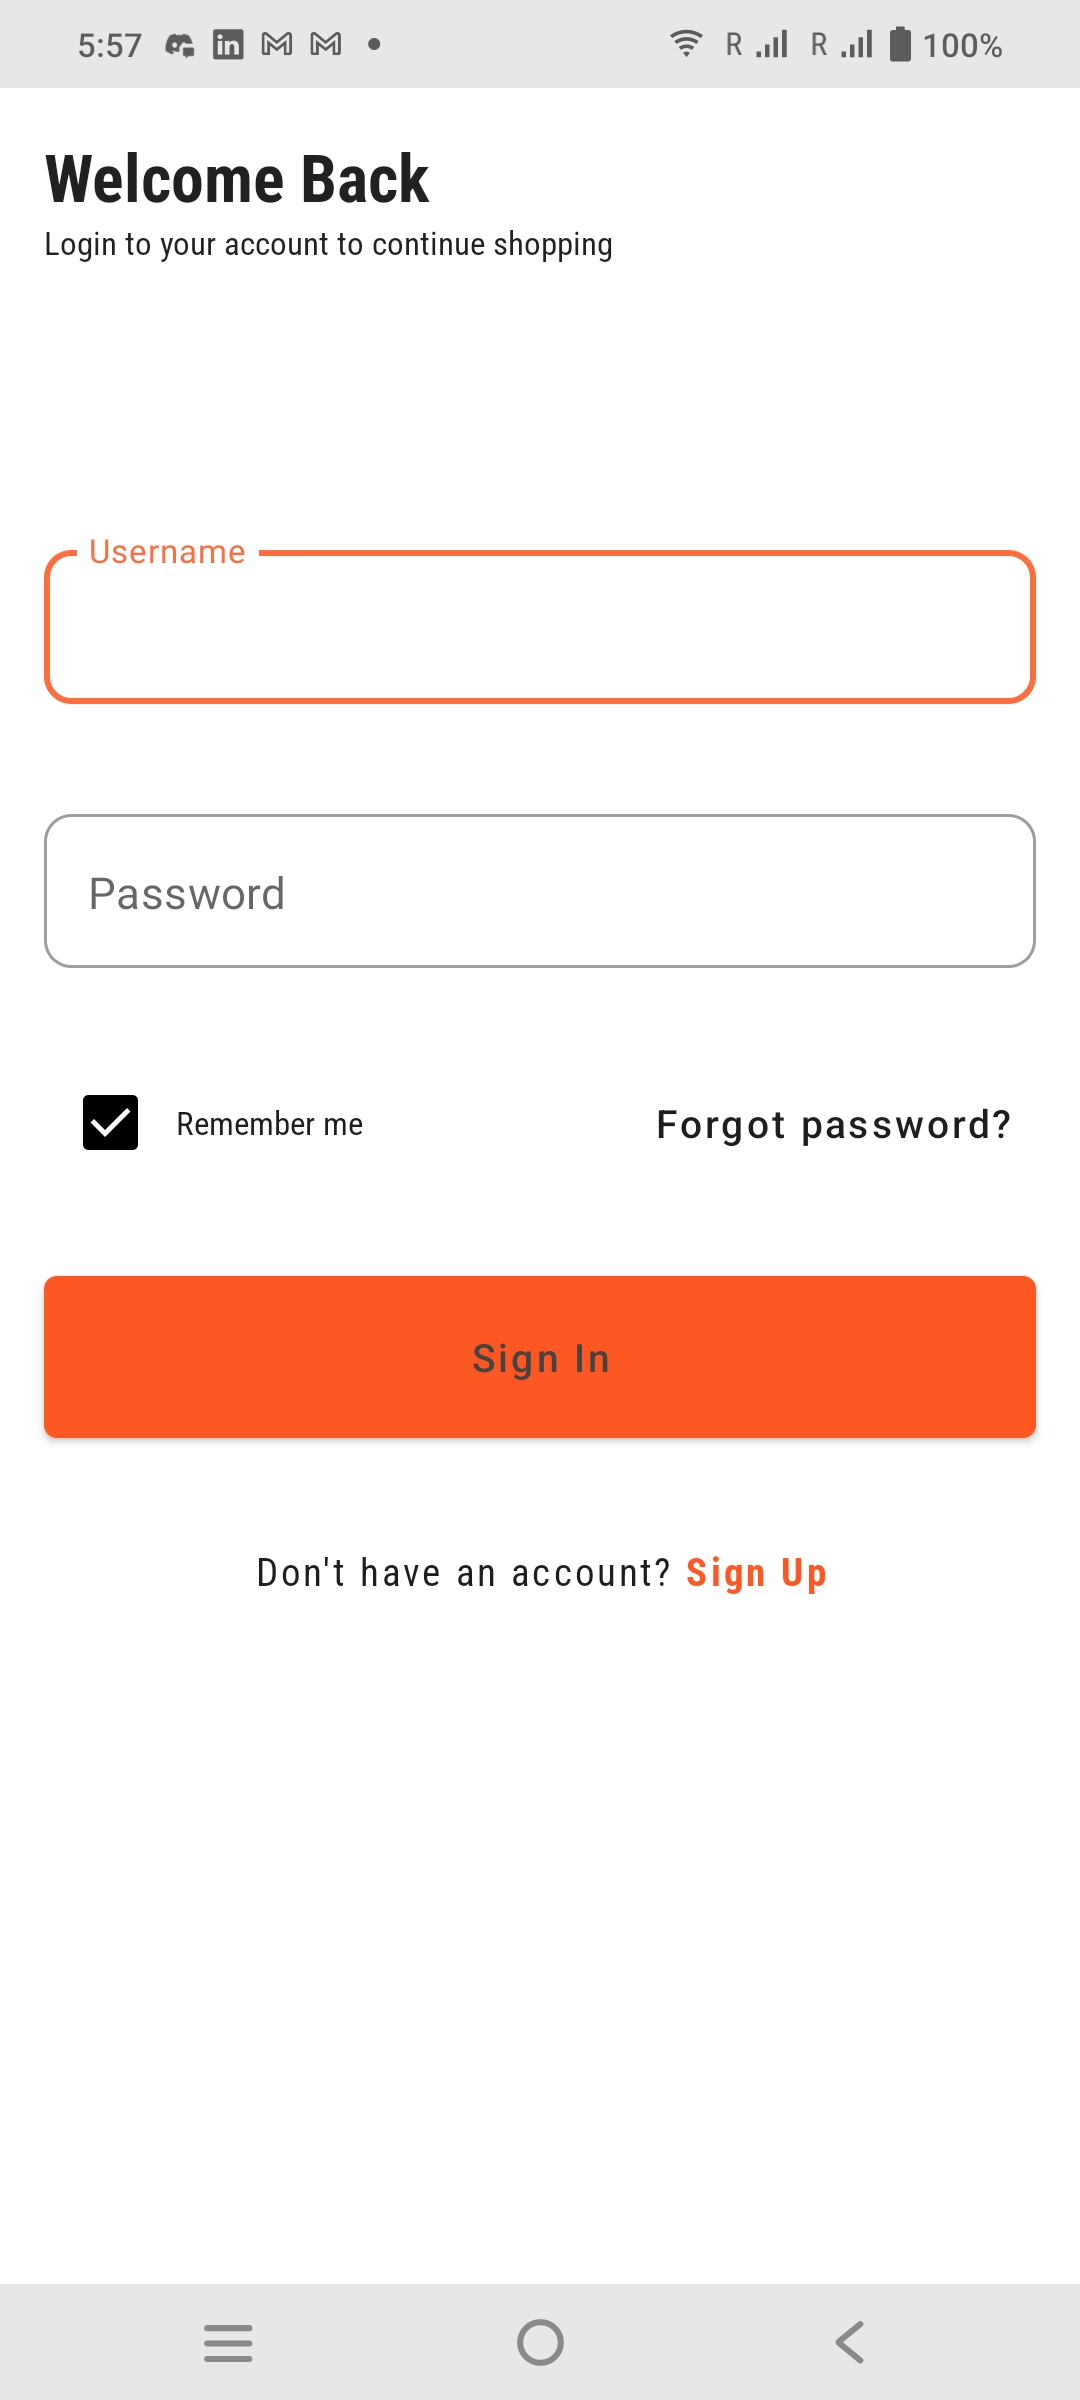 5:57 in R R 100%
Welcome Back
Login to your account to continue shopping
Username
Password
Remember me Forgot password?
Sign In
Don't have an account? Sign Up